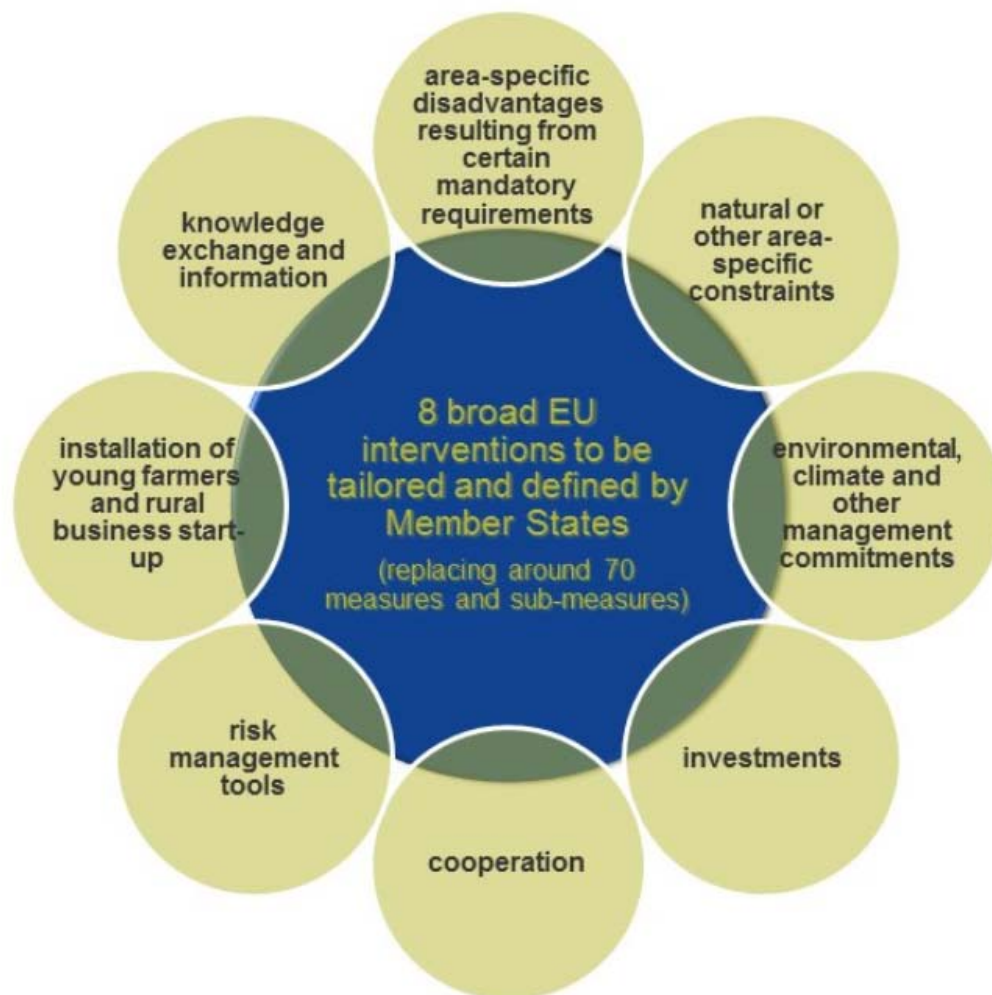 area-specific
disadvantages
resulting from
certain
mandatory
requirements
natural or
other area-
specific
constraints
environmental,
climate and
other
management
commitments
investments
cooperation
risk
management
tools
installation of
young farmers
and rural
business start-
up
knowledge
exchange and
information
8 broad EU
interventions to be
tailored and defined by
Member States
(replacing around 70
measures and sub-measures)